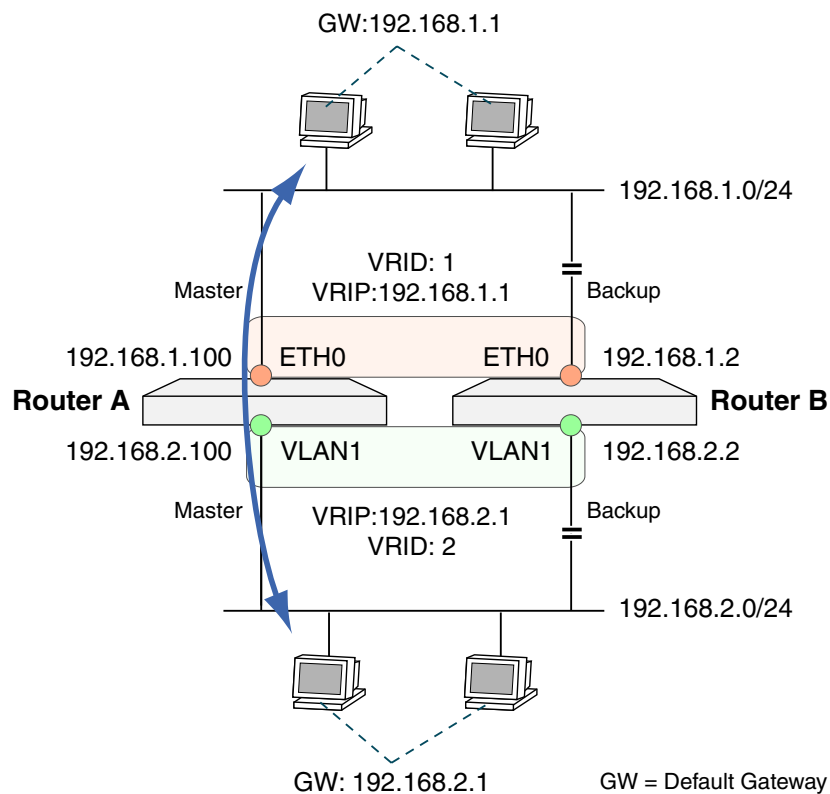 GW:192.168.1.1
192.168.1.0/24
VRID: 1
Master
VRIP:192.168.1.1
Backup
192.168.1.100
ETH0
ETH0
192.168.1.2
Router A
Router B
192.168.2.100
VLAN1
VLAN1
192.168.2.2
Master
VRIP:192.168.2.1
Backup
VRID: 2
192.168.2.0/24
GW: 192.168.2.1
GW = Default Gateway